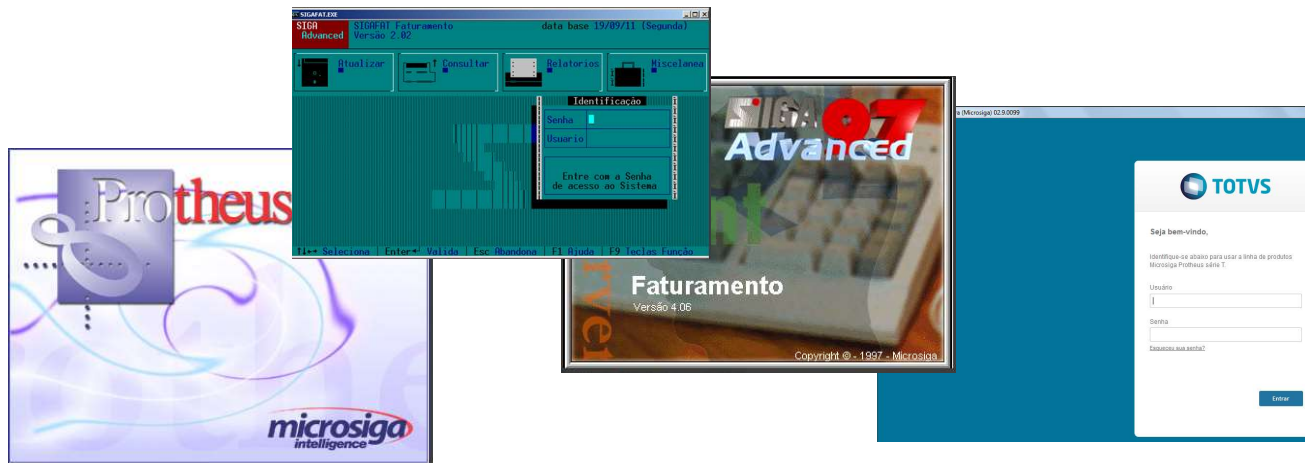 Protheus
8
microsiga
intelligence
SIGAFAT.EXE
SIGA
Advanced
SIGAFAT Faturamento
Versão 2.02
data base 19/09/11 (Segunda)
Atualizar
Consultar
Relatorios
Miscelanea
Identificação
Senha
Usuario
Entre com a Senha
de acesso ao Sistema
Seleciona
Enter
Valida
Esc Abandona
F1 Ajuda
F9 Teclas Função
SIGA 07
Advanced
Faturamento
Versão 4.06
Copyright © - 1997 - Microsiga
(Microsiga) 02.9.0099
TOTVS
Seja bem-vindo,
Identifique-se abaixo para usar a linha de produtos
Microsiga Protheus série T.
Usuário
Senha
Esqueceu sua senha?
Entrar